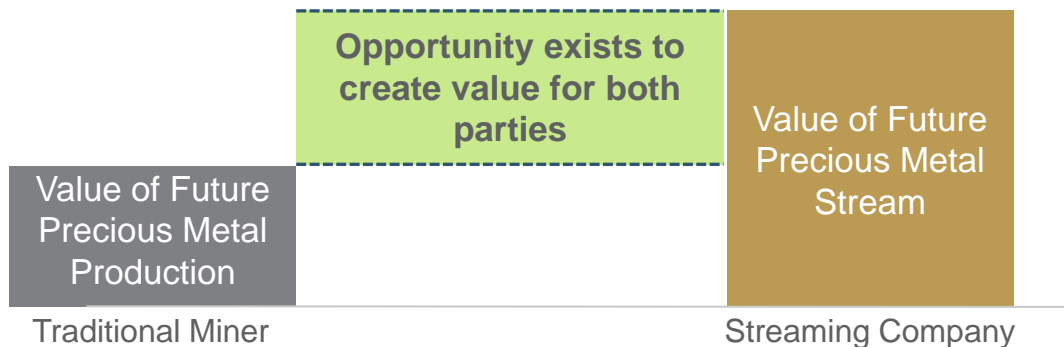 Opportunity exists to
create value for both
parties
Value of Future
Precious Metal
Production
Value of Future
Precious Metal
Stream
Traditional Miner
Streaming Company